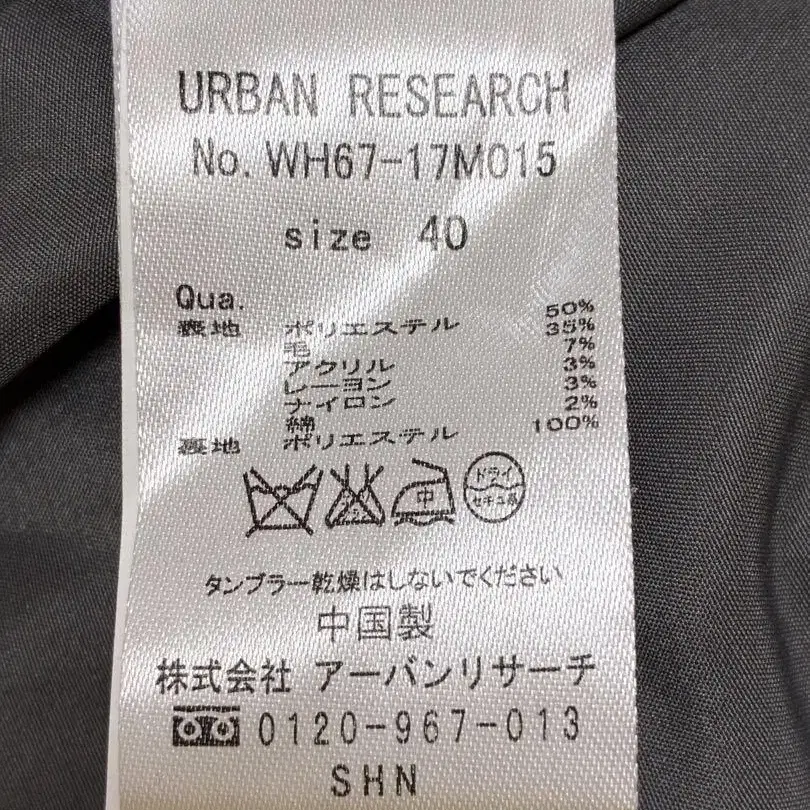 URBAN RESEARCH
No. WH67-17M015
size 40
Qua.
表地 ポリエステル 50%
毛 35%
アクリル 7%
レーヨン 3%
ナイロン 3%
綿 2%
裏地 ポリエステル 100%
中 ドライ
セキユ系
タンブラー乾燥はしないでください
中国製
株式会社 アーバンリサーチ
0120-967-013
SHN